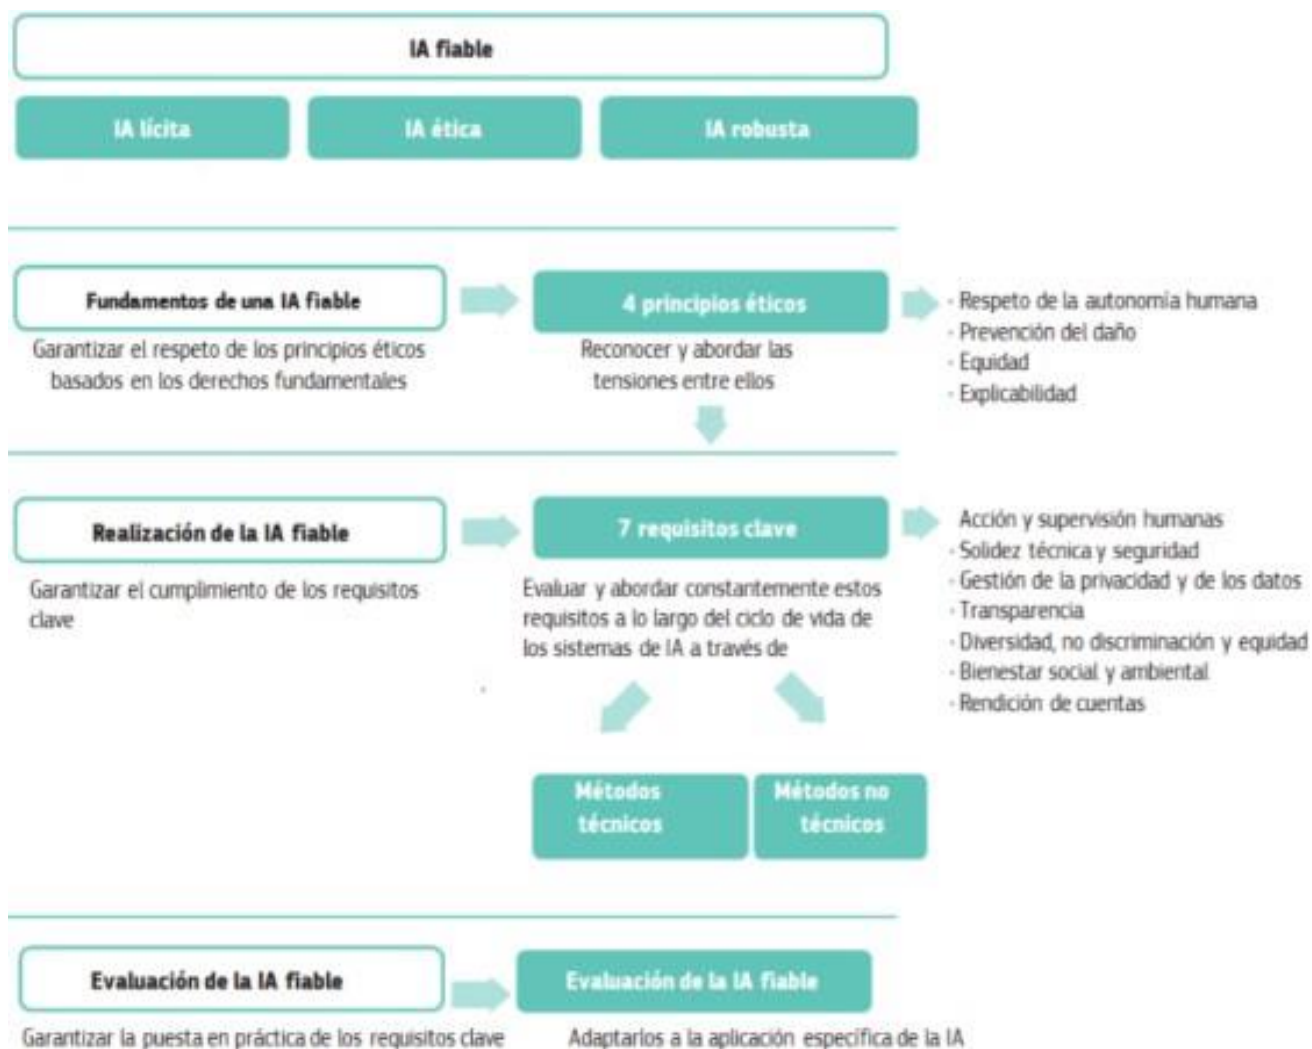 IA fiable
IA lícita
IA ética
IA robusta
Fundamentos de una IA fiable
Garantizar el respeto de los principios éticos
basados en los derechos fundamentales
4 principios éticos
Reconocer y abordar las
tensiones entre ellos
· Respeto de la autonomía humana
· Prevención del daño
· Equidad
· Explicabilidad
Realización de la IA fiable
Garantizar el cumplimiento de los requisitos
clave
7 requisitos clave
Evaluar y abordar constantemente estos
requisitos a lo largo del ciclo de vida de
los sistemas de IA a través de
Acción y supervisión humanas
· Solidez técnica y seguridad
· Gestión de la privacidad y de los datos
· Transparencia
· Diversidad, no discriminación y equidad
· Bienestar social y ambiental
· Rendición de cuentas
Métodos
técnicos
Métodos no
técnicos
Evaluación de la IA fiable
Garantizar la puesta en práctica de los requisitos clave
Evaluación de la IA fiable
Adaptarlos a la aplicación específica de la IA